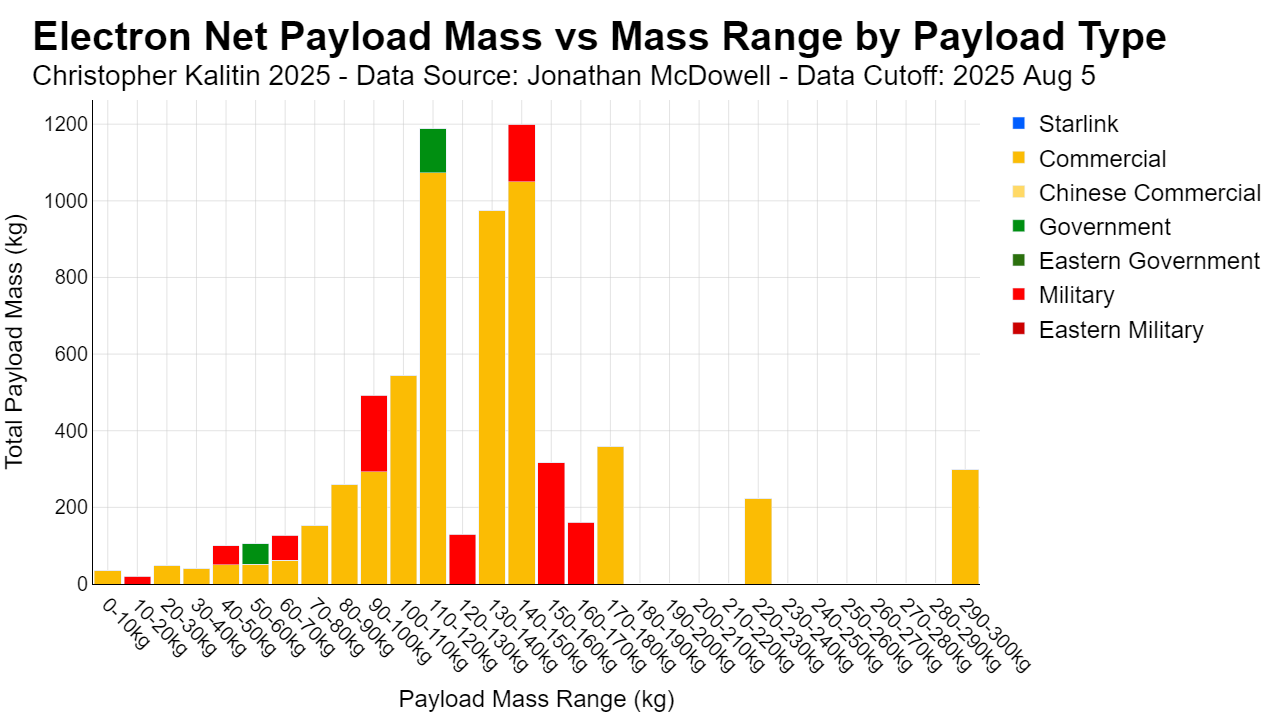 Electron Net Payload Mass vs Mass Range by Payload Type
Christopher Kalitin 2025 - Data Source: Jonathan McDowell - Data Cutoff: 2025 Aug 5
Total Payload Mass (kg)
1200
1000
800
600
400
200
0
0-10kg
10-20kg
20-30kg
30-40kg
40-50kg
50-60kg
60-70kg
70-80kg
80-90kg
90-100kg
100-110kg
110-120kg
120-130kg
130-140kg
140-150kg
150-160kg
160-170kg
170-180kg
180-190kg
190-200kg
200-210kg
210-220kg
220-230kg
230-240kg
240-250kg
250-260kg
260-270kg
270-280kg
280-290kg
290-300kg
Payload Mass Range (kg)
Starlink
Commercial
Chinese Commercial
Government
Eastern Government
Military
Eastern Military